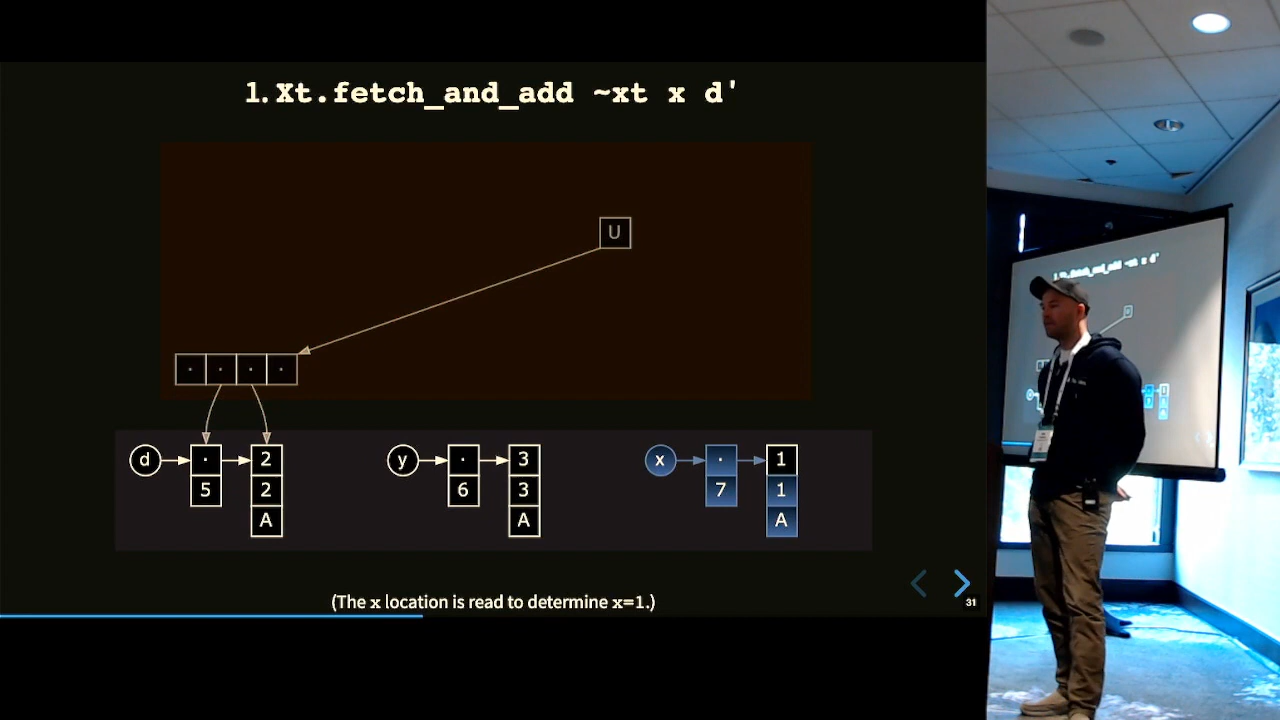 1. Xt.fetch_and_add ~xt x d'
U
. . . .
d . 2 y . 3 x . 1
5 2 6 3 7 1
A A A
(The x location is read to determine x=1.)
31